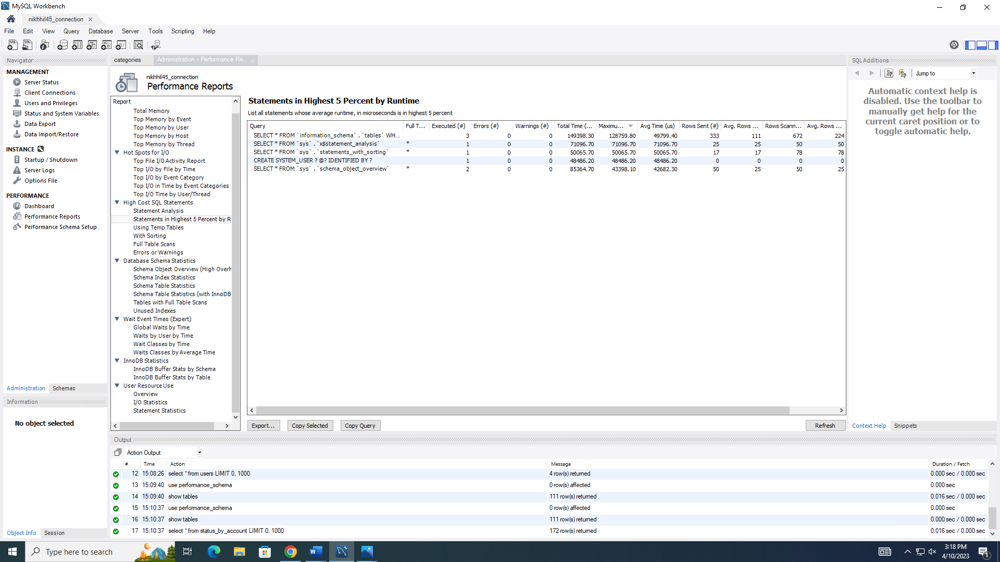 MySQL Workbench
nikhhil45_connection
File Edit View Query Database Server Tools Scripting Help
Navigator
MANAGEMENT
Server Status
Client Connections
Users and Privileges
Status and System Variables
Data Export
Data Import/Restore
INSTANCE
Startup / Shutdown
Server Logs
Options File
PERFORMANCE
Dashboard
Performance Reports
Performance Schema Setup
Administration Schemas
Information
No object selected
Object Info Session
categories Administration - Performance Re...
nikhhil45_connection
Performance Reports
Report
Total Memory
Top Memory by Event
Top Memory by User
Top Memory by Host
Top Memory by Thread
Hot Spots for I/O
Top File I/O Activity Report
Top I/O by File by Time
Top I/O by Event Category
Top I/O in Time by Event Categories
Top I/O Time by User/Thread
High Cost SQL Statements
Statement Analysis
Statements in Highest 5 Percent by R
Using Temp Tables
With Sorting
Full Table Scans
Errors or Warnings
Database Schema Statistics
Schema Object Overview (High Overh
Schema Index Statistics
Schema Table Statistics
Schema Table Statistics (with InnoDB
Tables with Full Table Scans
Unused Indexes
Wait Event Times (Expert)
Global Waits by Time
Waits by User by Time
Wait Classes by Time
Waits Classes by Average Time
InnoDB Statistics
InnoDB Buffer Stats by Schema
InnoDB Buffer Stats by Table
User Resource Use
Overview
I/O Statistics
Statement Statistics
Statements in Highest 5 Percent by Runtime
List all statements whose average runtime, in microseconds is in highest 5 percent
Query Full T... Executed (#) Errors (#) Warnings (#) Total Time (... Maximu... Avg Time (us) Rows Sent (#) Avg. Rows ... Rows Scann... Avg. Rows ...
SELECT * FROM `information_schema` . `tables` WH... 3 0 0 149398.30 128759.80 49799.40 333 111 672 224
SELECT * FROM `sys` . `x$statement_analysis` * 1 0 0 71096.70 71096.70 71096.70 25 25 50 50
SELECT * FROM `sys` . `statements_with_sorting` * 1 0 0 50065.70 50065.70 50065.70 17 17 78 78
CREATE SYSTEM_USER ? @? IDENTIFIED BY ? 1 0 0 48486.20 48486.20 48486.20 0 0 0 0
SELECT * FROM `sys` . `schema_object_overview` * 2 0 0 85364.70 43398.10 42682.30 50 25 50 25
Export... Copy Selected Copy Query Refresh
SQLAdditions
Jump to
Automatic context help is
disabled. Use the toolbar to
manually get help for the
current caret position or to
toggle automatic help.
Context Help Snippets
Output
Action Output
# Time Action Message Duration / Fetch
12 15:08:26 select * from users LIMIT 0, 1000 4 row(s) returned 0.000 sec / 0.000 sec
13 15:09:40 use performance_schema 0 row(s) affected 0.000 sec
14 15:09:40 show tables 111 row(s) returned 0.016 sec / 0.000 sec
15 15:10:37 use performance_schema 0 row(s) affected 0.000 sec
16 15:10:37 show tables 111 row(s) returned 0.000 sec / 0.000 sec
17 15:10:37 select * from status_by_account LIMIT 0, 1000 172 row(s) returned 0.016 sec / 0.000 sec
Type here to search
3:18 PM
4/10/2023
1